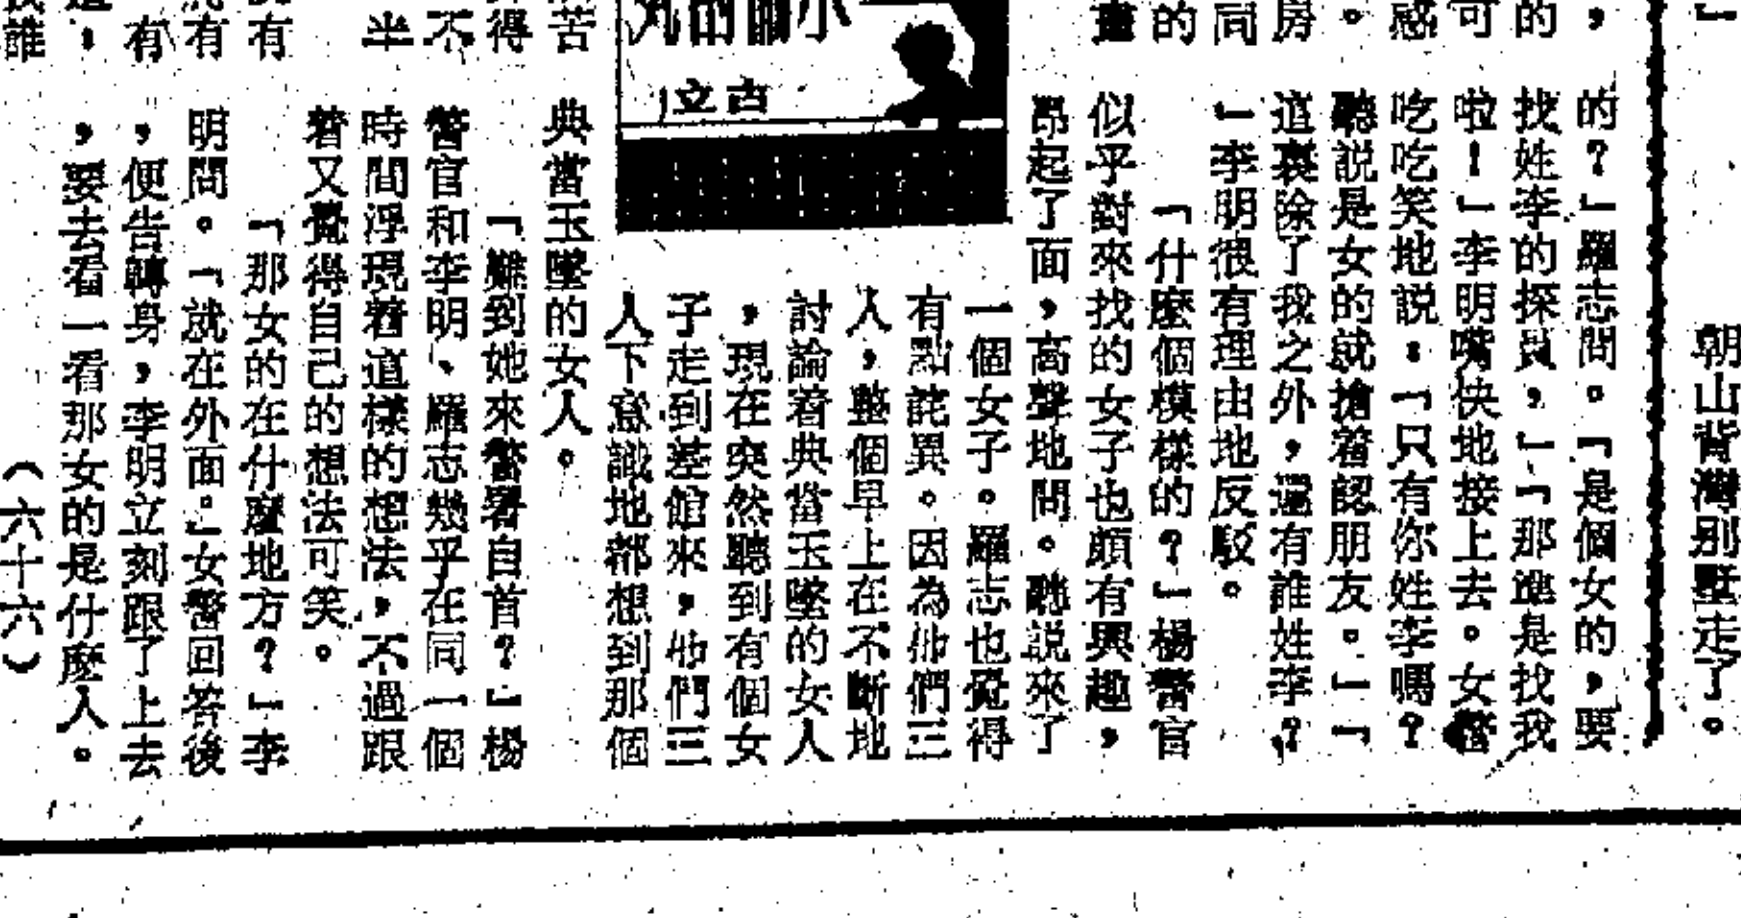 朝山背灣別墅走了。
的？」羅志問。「是個女的，要
找姓李的探員，」「那準是找我
啦！」李明嘴快地接上去。女警
吃吃笑地説：「只有你姓李嗎？
聽説是女的就搶着認朋友。」「
這裏除了我之外，還有誰姓李？
」李明很有理由地反駁。
「什麼個模樣的？」楊警官
似乎對來找的女子也頗有興趣，
昂起了面，高聲地問。聽説來了
一個女子。羅志也覺得
有點詫異。因為他們三
人，整個早上在不斷地
討論着典當玉墜的女人
，現在突然聽到有個女
子走到差館來，他們三
人下意識地都想到那個
典當玉墜的女人。
「難到她來警署自首？」楊
警官和李明、羅志幾乎在同一個
時間浮現着這樣的想法，不過跟
着又覺得自己的想法可笑。
「那女的在什麼地方？」李
明問。「就在外面。」女警回答後
，便告轉身，李明立刻跟了上去
，要去看一看那女的是什麼人。
（六十六）
立古